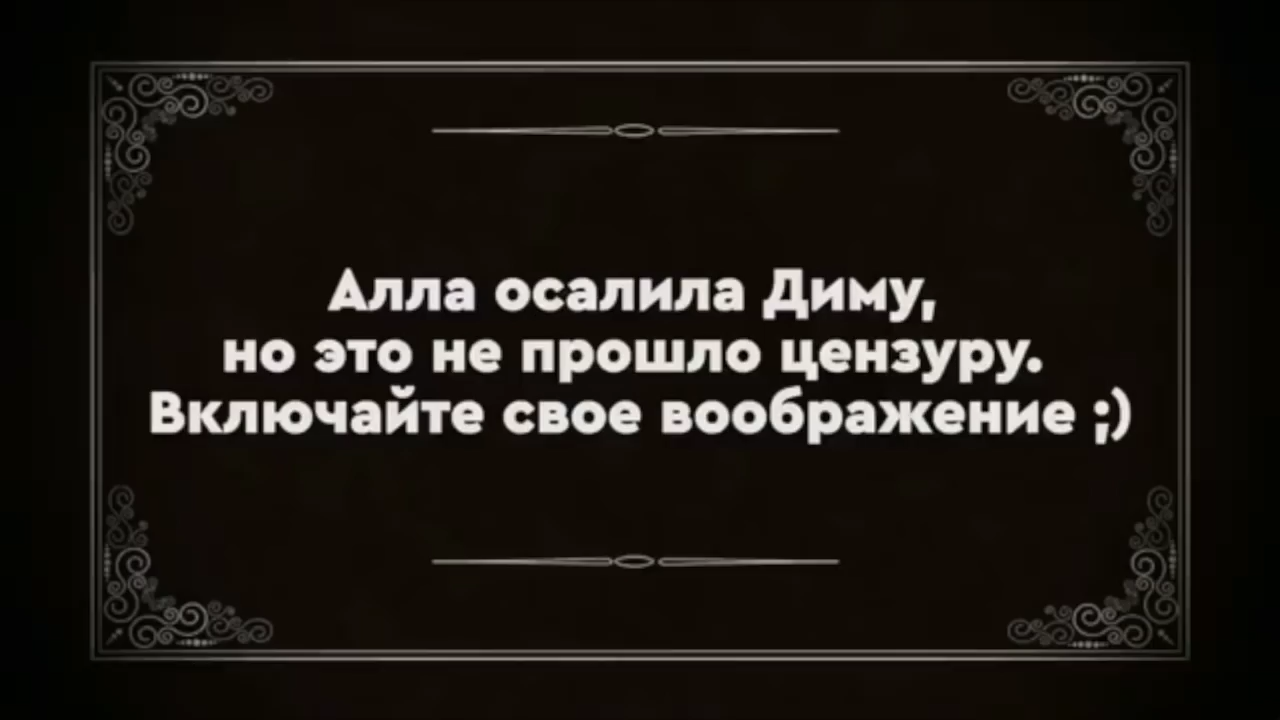 Алла осалила Диму,
но это не прошло цензуру.
Включайте свое воображение ;)